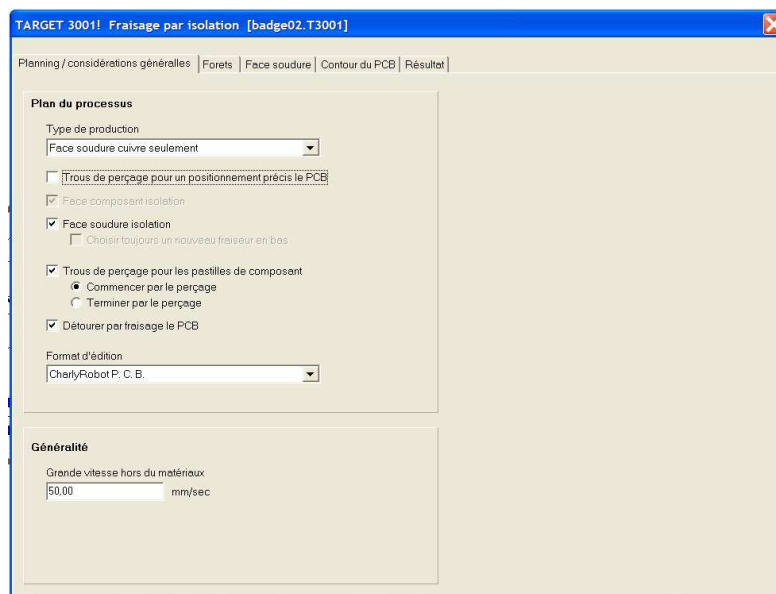 TARGET 3001! Fraisage par isolation [badge02.T3001]
Planning / considérations générales Forets Face soudure Contour du PCB Résultat
Plan du processus
Type de production
Face soudure cuivre seulement
Trous de perçage pour un positionnement précis le PCB
Face composant isolation
Face soudure isolation
Choisir toujours un nouveau fraiseur en bas
Trous de perçage pour les pastilles de composant
Commencer par le perçage
Terminer par le perçage
Détourer par fraisage le PCB
Format d'édition
CharlyRobot P. C. B.
Généralité
Grande vitesse hors du matériaux
50,00 mm/sec